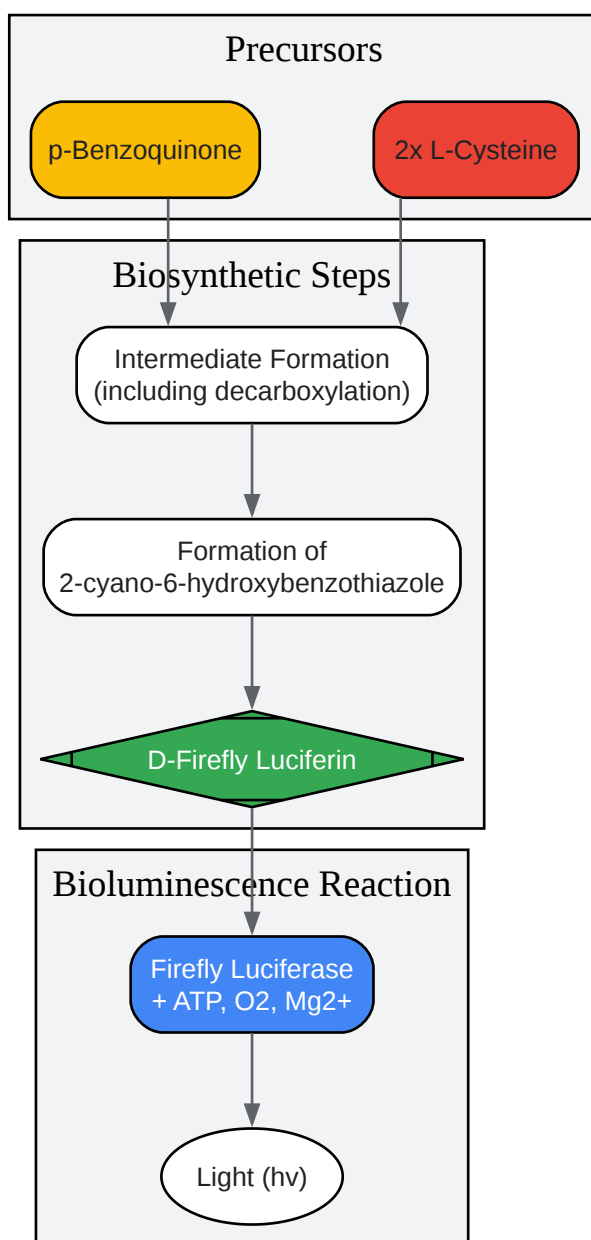 Precursors
p-Benzoquinone
2x L-Cysteine
Biosynthetic Steps
Intermediate Formation
(including decarboxylation)
Formation of
2-cyano-6-hydroxybenzothiazole
D-Firefly Luciferin
Bioluminescence Reaction
Firefly Luciferase
+ ATP, O2, Mg2+
Light (hv)